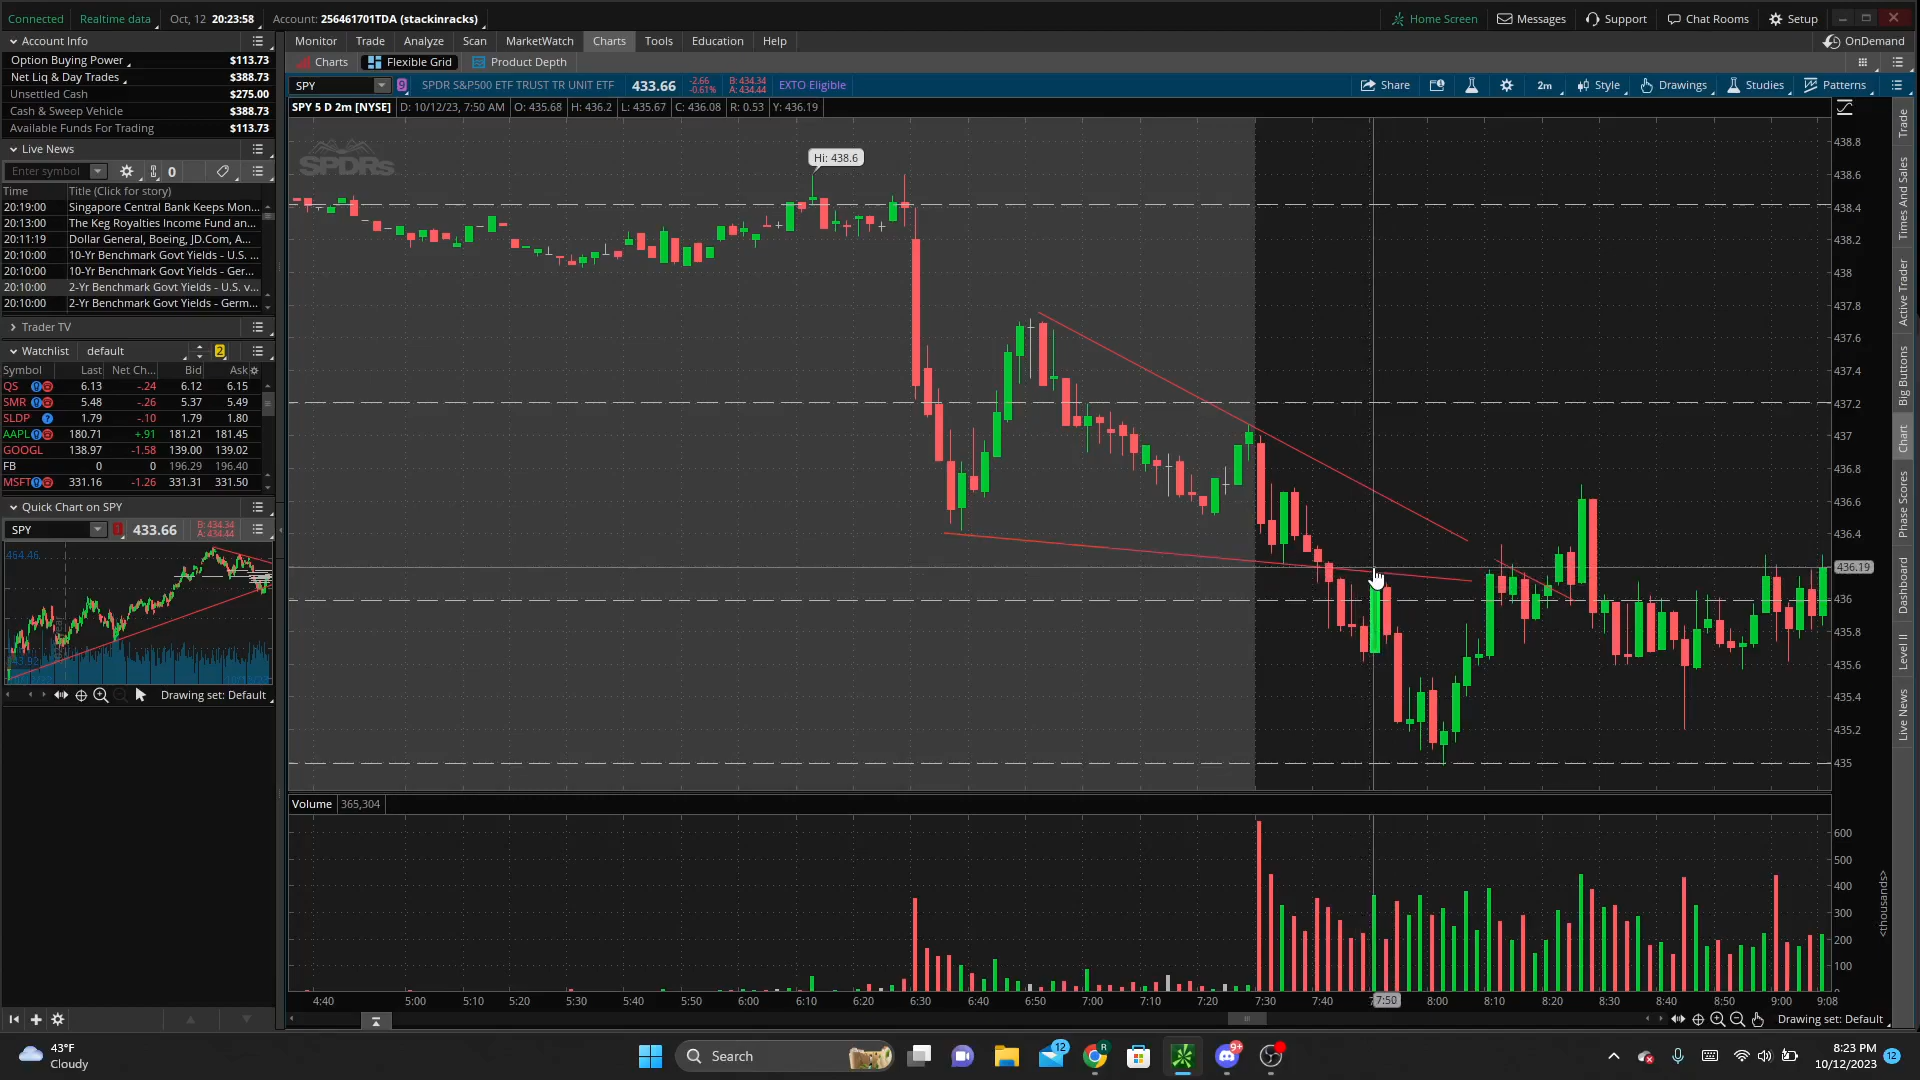 Connected Realtime data Oct, 12 20:23:58 Account: 256461701TDA (stackinracks) Home Screen Messages Support Chat Rooms Setup
Account Info
Monitor Trade Analyze Scan MarketWatch Charts Tools Education Help OnDemand
Option Buying Power $113.73
Charts Flexible Grid Product Depth
Net Liq & Day Trades $388.73
Unsettled Cash $275.00
SPY 9 SPDR S&P500 ETF TRUST TR UNIT ETF 433.66 -2.66 -0.61% B: 434.34 A: 434.44 EXTO Eligible Share 2m Style Drawings Studies Patterns
Cash & Sweep Vehicle $388.73
SPY 5 D 2m [NYSE] D: 10/12/23, 7:50 AM O: 435.68 H: 436.2 L: 435.67 C: 436.08 R: 0.53 Y: 436.19
Available Funds For Trading $113.73
Live News
Enter symbol 0
Time Title (Click for story)
20:19:00 Singapore Central Bank Keeps Mon...
20:13:00 The Keg Royalties Income Fund an...
20:11:19 Dollar General, Boeing, JD.Com, A...
20:10:00 10-Yr Benchmark Govt Yields - U.S. ...
20:10:00 10-Yr Benchmark Govt Yields - Ger...
20:10:00 2-Yr Benchmark Govt Yields - U.S. v...
20:10:00 2-Yr Benchmark Govt Yields - Germ...
Trader TV
Watchlist default 2
Symbol Last Net Ch... Bid Ask
QS 6.13 -.24 6.12 6.15
SMR 5.48 -.26 5.37 5.49
SLDP 1.79 -.10 1.79 1.80
AAPL 180.71 +.91 181.21 181.45
GOOGL 138.97 -1.58 139.00 139.02
FB 0 0 196.29 196.40
MSFT 331.16 -1.26 331.31 331.50
Quick Chart on SPY
SPY 1 433.66 B: 434.34 A: 434.44
464.46
Drawing set: Default
SPDRs
Hi: 438.6
438.8
438.6
438.4
438.2
438
437.8
437.6
437.4
437.2
437
436.8
436.6
436.4
436.19
436
435.8
435.6
435.4
435.2
435
Volume 365,304
600
500
400
300
200
100
<thousands>
4:40 5:00 5:10 5:20 5:30 5:40 5:50 6:00 6:10 6:20 6:30 6:40 6:50 7:00 7:10 7:20 7:30 7:40 7:50 8:00 8:10 8:20 8:30 8:40 8:50 9:00 9:08
Drawing set: Default
Trade
Times And Sales
Active Trader
Big Buttons
Chart
Phase Scores
Dashboard
Level II
Live News
43°F
Cloudy
Search
12
R
9+
8:23 PM
10/12/2023
12